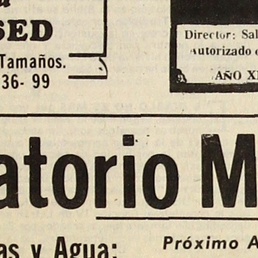 SED
Tamaños.
36-99
Director: Sal
Autorizado
AÑO X
atorio M
as y Agua:
Próximo A